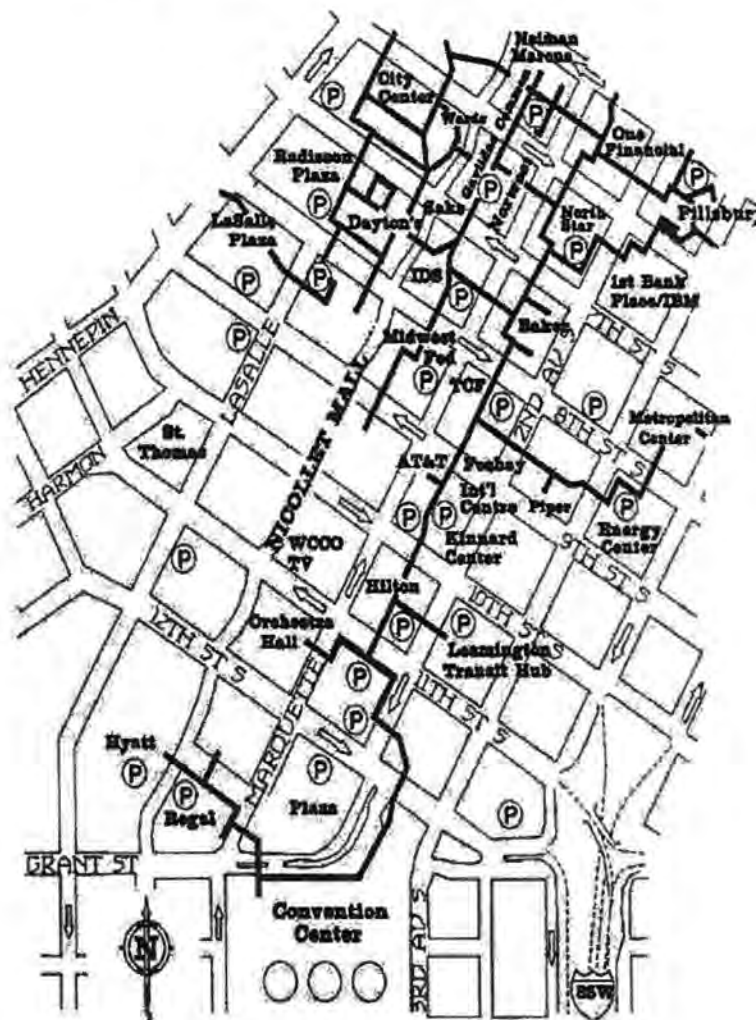 Neiman
Marcus
City
Center
P
Wards
Gaviidae Common
P
One
Financial
Radisson
Plaza
P
P
P
Saks
Norwest
North
Star
Pillsbury
Dayton's
LaSalle
Plaza
P
IDS
P
P
P
1st Bank
Place/IBM
Baker
7TH ST S
HENNEPIN
P
LASALLE
Midwest
Fed
P
TCF
P
2ND AV S
P
8TH ST S
Metropolitan
Center
St.
Thomas
HARMON
NICOLLET MALL
AT&T
Foshay
Int'l
Centre
Piper
P
P
P
Energy
Center
Kinnard
Center
9TH ST S
WCCO
TV
P
Hilton
10TH ST S
Orchestra
Hall
P
P
Leamington
Transit Hub
12TH ST S
MARQUETTE
P
11TH ST S
P
Hyatt
P
P
Regal
P
Plaza
P
GRANT ST
Convention
Center
N
3RD AV S
35W